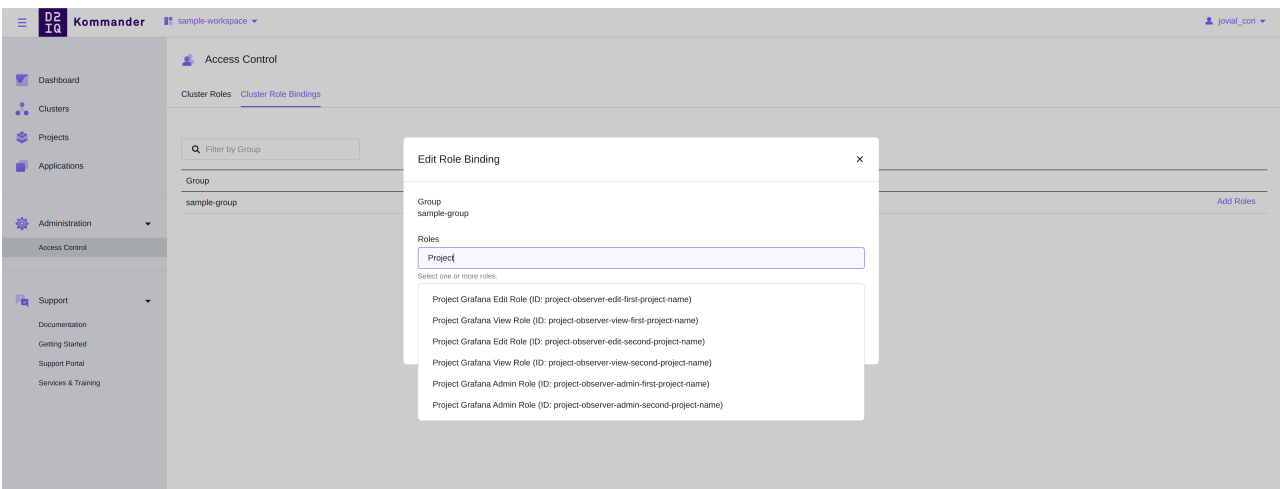 D2
IQ
Kommander
sample-workspace
jovial_cori
Dashboard
Clusters
Projects
Applications
Administration
Access Control
Support
Documentation
Getting Started
Support Portal
Services & Training
Access Control
Cluster Roles
Cluster Role Bindings
Filter by Group
Group
sample-group
Add Roles
Edit Role Binding
Group
sample-group
Roles
Project
Select one or more roles.
Project Grafana Edit Role (ID: project-observer-edit-first-project-name)
Project Grafana View Role (ID: project-observer-view-first-project-name)
Project Grafana Edit Role (ID: project-observer-edit-second-project-name)
Project Grafana View Role (ID: project-observer-view-second-project-name)
Project Grafana Admin Role (ID: project-observer-admin-first-project-name)
Project Grafana Admin Role (ID: project-observer-admin-second-project-name)